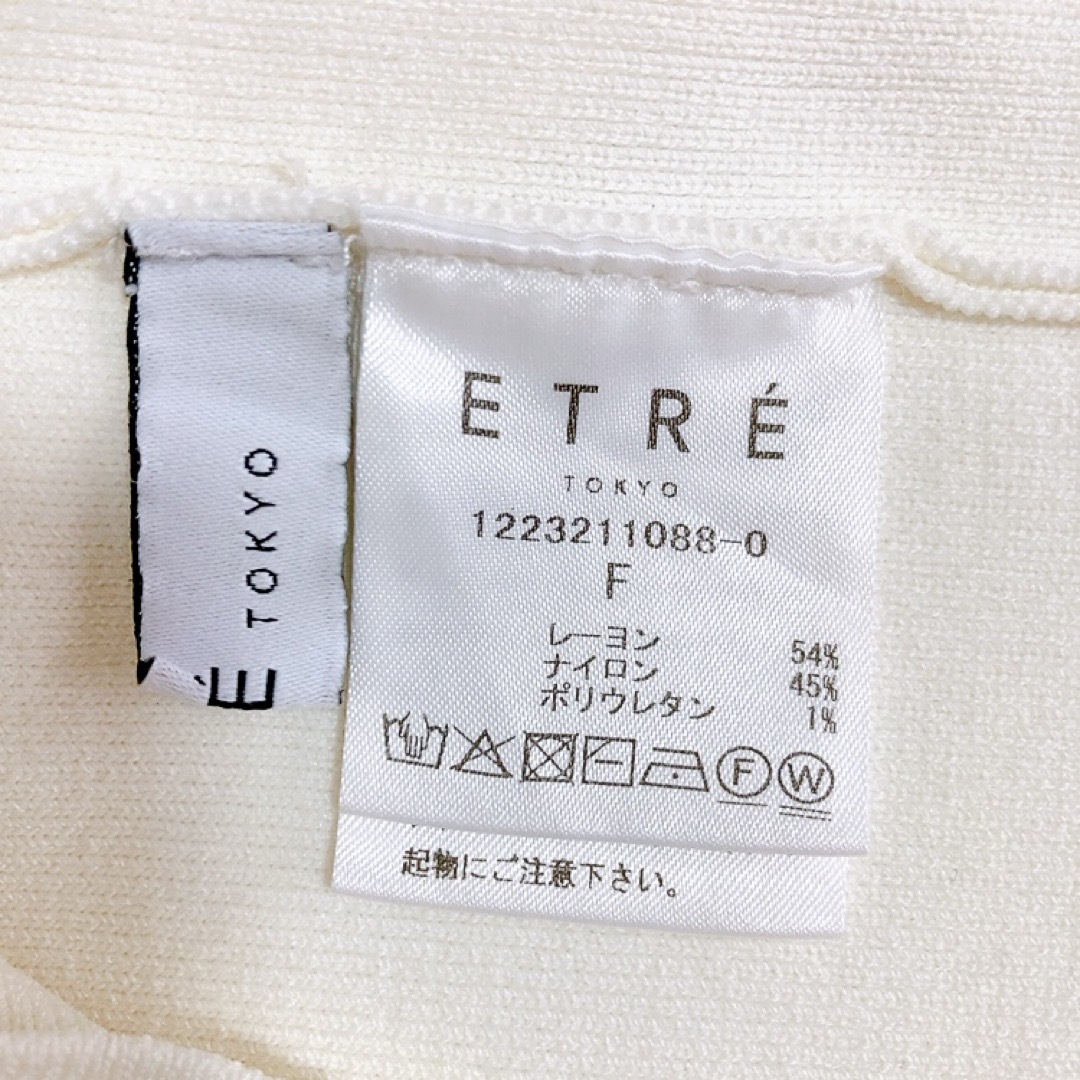 ETRÉ
TOKYO
1223211088-0
F
レーヨン 54%
ナイロン 45%
ポリウレタン 1%
F W
起物にご注意下さい。
É TOKYO